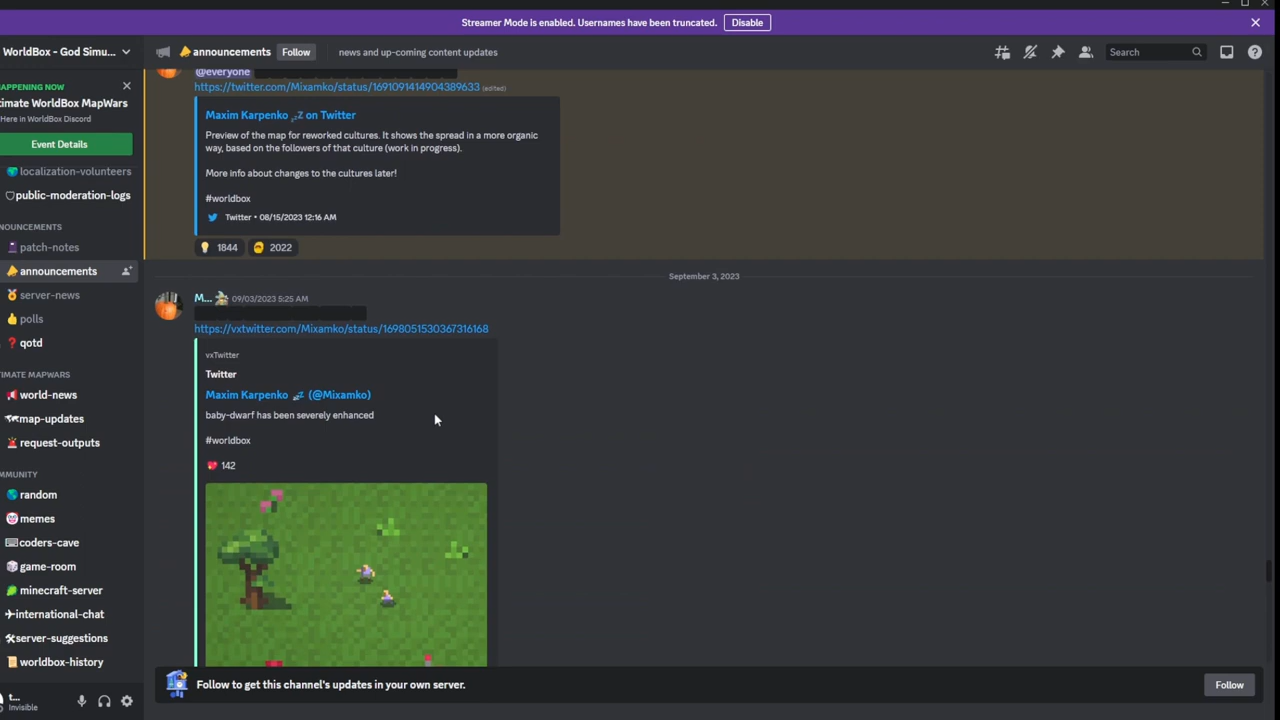 Streamer Mode is enabled. Usernames have been truncated. Disable
WorldBox - God Simu...
announcements Follow news and up-coming content updates Search
APPENING NOW
timate WorldBox MapWars
Here in WorldBox Discord
Event Details
localization-volunteers
public-moderation-logs
NOUNCEMENTS
patch-notes
announcements
server-news
polls
qotd
TIMATE MAPWARS
world-news
map-updates
request-outputs
MMUNITY
random
memes
coders-cave
game-room
minecraft-server
international-chat
server-suggestions
worldbox-history
t...
Invisible
@everyone
https://twitter.com/Mixamko/status/1691091414904389633 (edited)
Maxim Karpenko 💤 on Twitter
Preview of the map for reworked cultures. It shows the spread in a more organic
way, based on the followers of that culture (work in progress).
More info about changes to the cultures later!
#worldbox
Twitter • 08/15/2023 12:16 AM
1844 2022
September 3, 2023
M... 09/03/2023 5:25 AM
https://vxtwitter.com/Mixamko/status/1698051530367316168
vxTwitter
Twitter
Maxim Karpenko 💤 (@Mixamko)
baby-dwarf has been severely enhanced
#worldbox
142
Follow to get this channel's updates in your own server. Follow